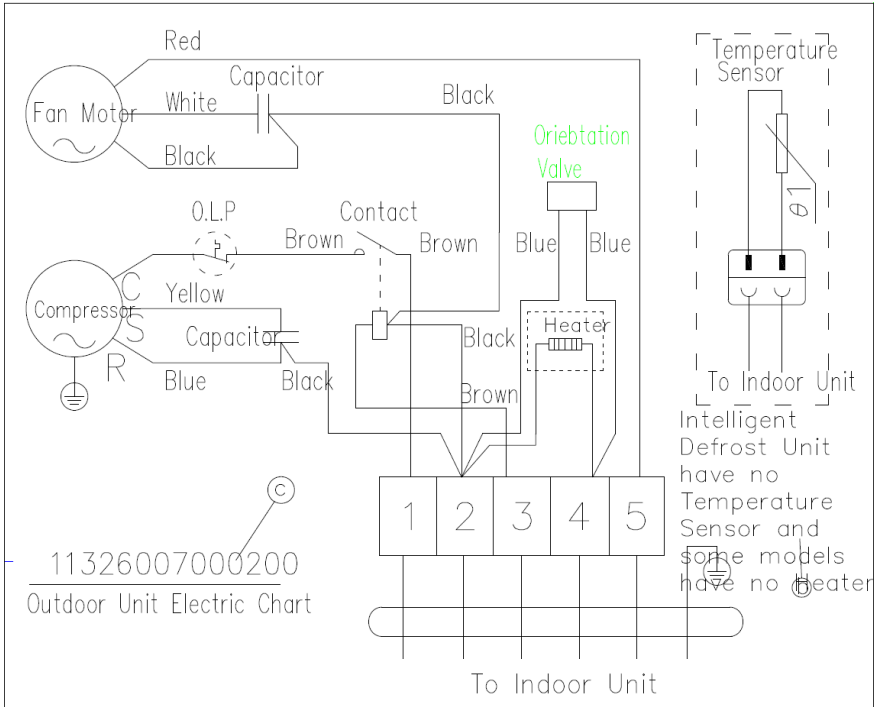 Red
Capacitor
Fan Motor
White
Black
Black
Temperature
Sensor
Oriebtation
Valve
θ1
O.L.P
Contact
Brown
Brown
Blue
Blue
C
Compressor
Yellow
S
Capacitor
R
Blue
Black
Black
Heater
Brown
To Indoor Unit
Intelligent
Defrost Unit
have no
Temperature
Sensor and
some models
have no Heater
1
2
3
4
5
C
b
11326007000200
Outdoor Unit Electric Chart
To Indoor Unit